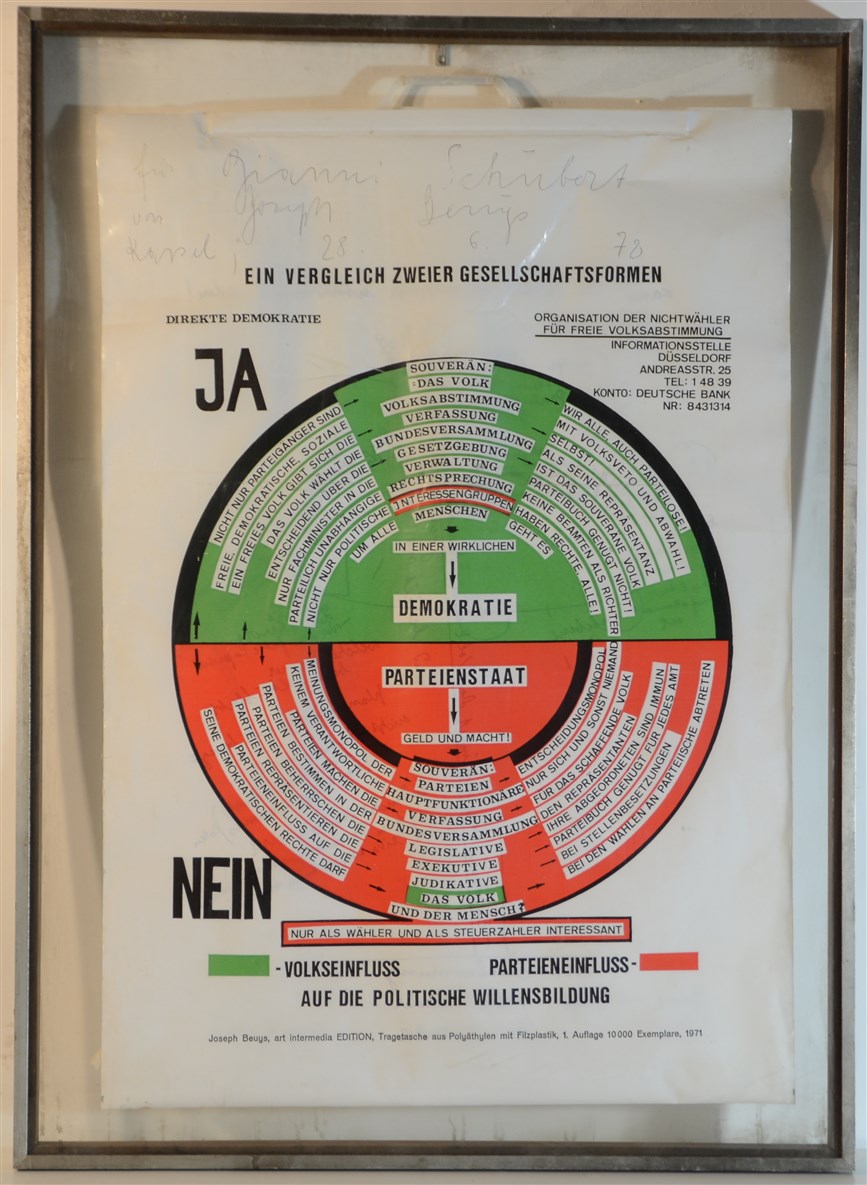 für Gianni Schubert
von Joseph Beuys
Kassel, 28. 6. 78
EIN VERGLEICH ZWEIER GESELLSCHAFTSFORMEN
DIREKTE DEMOKRATIE
ORGANISATION DER NICHTWÄHLER
FÜR FREIE VOLKSABSTIMMUNG
INFORMATIONSSTELLE
DÜSSELDORF
ANDREASSTR. 25
TEL: 1 48 39
KONTO: DEUTSCHE BANK
NR: 8431314
JA
SOUVERÄN:
DAS VOLK
NICHT NUR PARTEIGÄNGER SIND → VOLKSABSTIMMUNG → WIR ALLE, AUCH PARTEILOSE!
FREIE, DEMOKRATISCHE, SOZIALE VERFASSUNG MIT VOLKSVETO UND ABWAHL!
EIN FREIES VOLK GIBT SICH DIE → BUNDESVERSAMMLUNG → SELBST!
DAS VOLK WÄHLT DIE GESETZGEBUNG ALS SEINE REPRÄSENTANZ
ENTSCHEIDEND ÜBER DIE → VERWALTUNG → IST DAS SOUVERÄNE VOLK
NUR FACHMINISTER IN DIE RECHTSPRECHUNG PARTEIBUCH GENÜGT NICHT!
PARTEILICH UNABHÄNGIGE INTERESSENGRUPPEN KEINE BEAMTEN ALS RICHTER
NICHT NUR POLITISCHE MENSCHEN HABEN RECHTE, ALLE!
UM ALLE GEHT ES
IN EINER WIRKLICHEN
DEMOKRATIE
PARTEIENSTAAT
GELD UND MACHT!
SOUVERÄN:
MEINUNGSMONOPOL DER → PARTEIEN → ENTSCHEIDUNGSMONOPOL
KEINEM VERANTWORTLICHE HAUPTFUNKTIONÄRE NUR SICH UND SONST NIEMAND
PARTEIEN MACHEN DIE → VERFASSUNG → FÜR DAS SCHAFFENDE VOLK
PARTEIEN BESTIMMEN IN DER BUNDESVERSAMMLUNG DEN REPRÄSENTANTEN
PARTEIEN BEHERRSCHEN DIE → LEGISLATIVE → IHRE ABGEORDNETEN SIND IMMUN
PARTEIEN REPRÄSENTIEREN DIE → EXEKUTIVE → PARTEIBUCH GENÜGT FÜR JEDES AMT
PARTEIENEINFLUSS AUF DIE → JUDIKATIVE → BEI STELLENBESETZUNGEN
SEINE DEMOKRATISCHEN RECHTE DARF → DAS VOLK → BEI DEN WAHLEN AN PARTEIISCHE ABTRETEN
UND DER MENSCH?
NEIN
NUR ALS WÄHLER UND ALS STEUERZAHLER INTERESSANT
- VOLKSEINFLUSS PARTEIENEINFLUSS -
AUF DIE POLITISCHE WILLENSBILDUNG
Joseph Beuys, art intermedia EDITION, Tragetasche aus Polyäthylen mit Filzplastik, 1. Auflage 10000 Exemplare, 1971